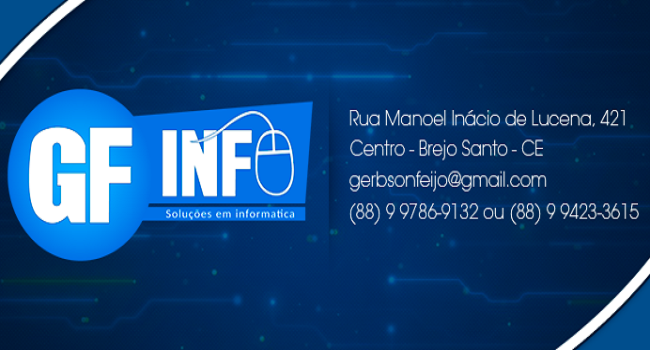 GF INFO
Soluções em informatica
Rua Manoel Inácio de Lucena, 421
Centro - Brejo Santo - CE
gerbsonfeijo@gmail.com
(88) 9 9786-9132 ou (88) 9 9423-3615